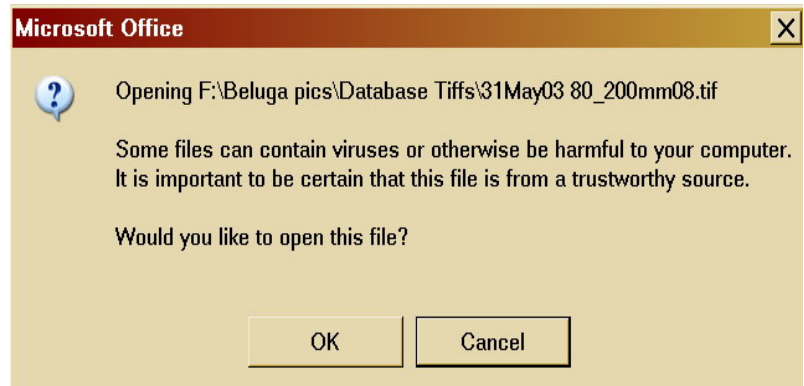 Microsoft Office
Opening F:\Beluga pics\Database Tiffs\31May03 80_200mm08.tif
Some files can contain viruses or otherwise be harmful to your computer.
It is important to be certain that this file is from a trustworthy source.
Would you like to open this file?
OK Cancel